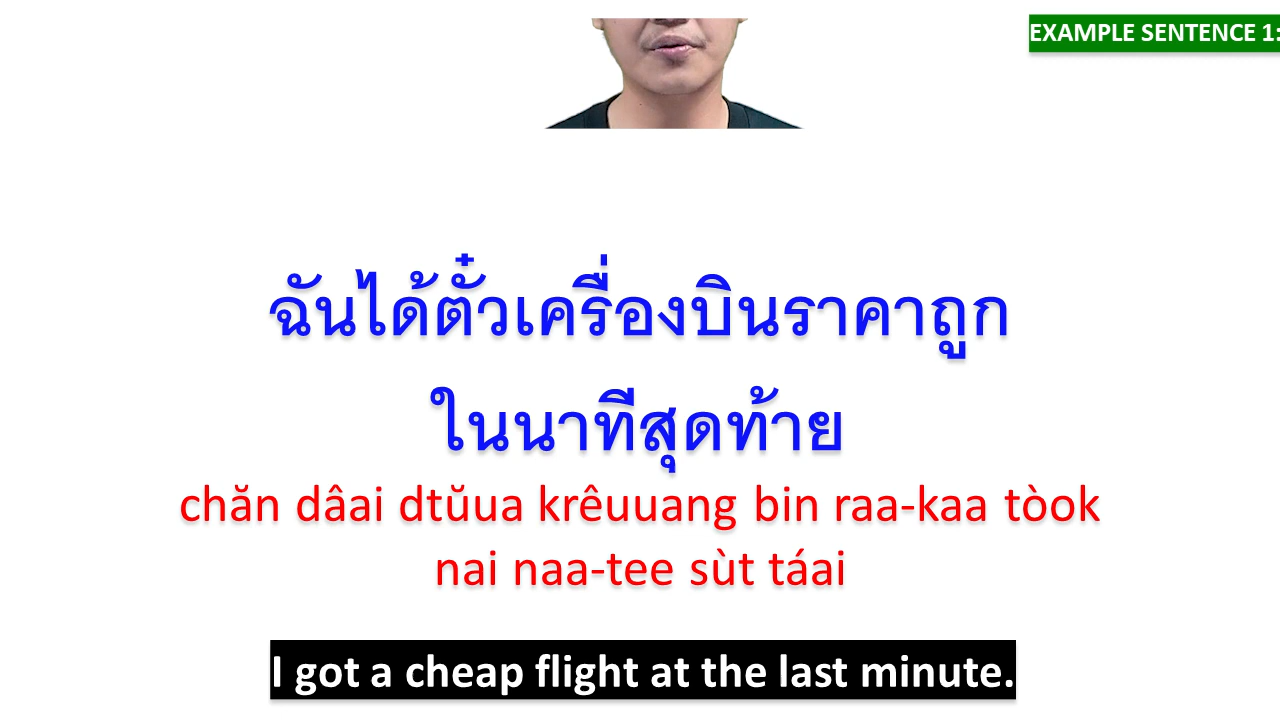 EXAMPLE SENTENCE 1:
ฉันได้ตั๋วเครื่องบินราคาถูก
ในนาทีสุดท้าย
chăn dâai dtŭua krêuuang bin raa-kaa tòok
nai naa-tee sùt táai
I got a cheap flight at the last minute.